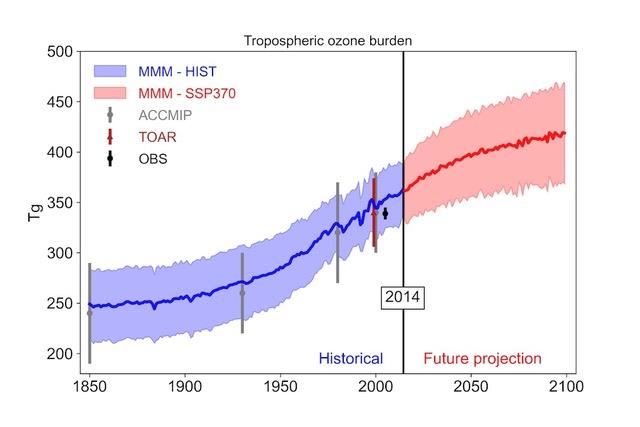 Tropospheric ozone burden
Tg
500
450
400
350
300
250
200
MMM - HIST
MMM - SSP370
ACCMIP
TOAR
OBS
2014
Historical
Future projection
1850
1900
1950
2000
2050
2100